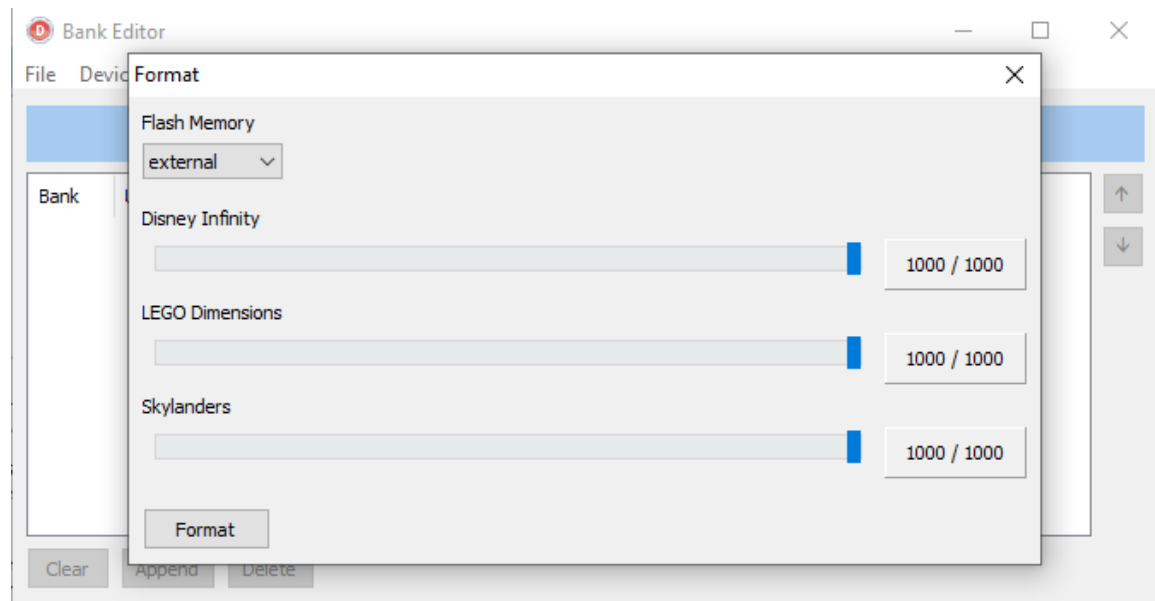 Bank Editor
File Devic
Format
Flash Memory
external
Bank
Disney Infinity
1000 / 1000
LEGO Dimensions
1000 / 1000
Skylanders
1000 / 1000
Format
Clear Append Delete